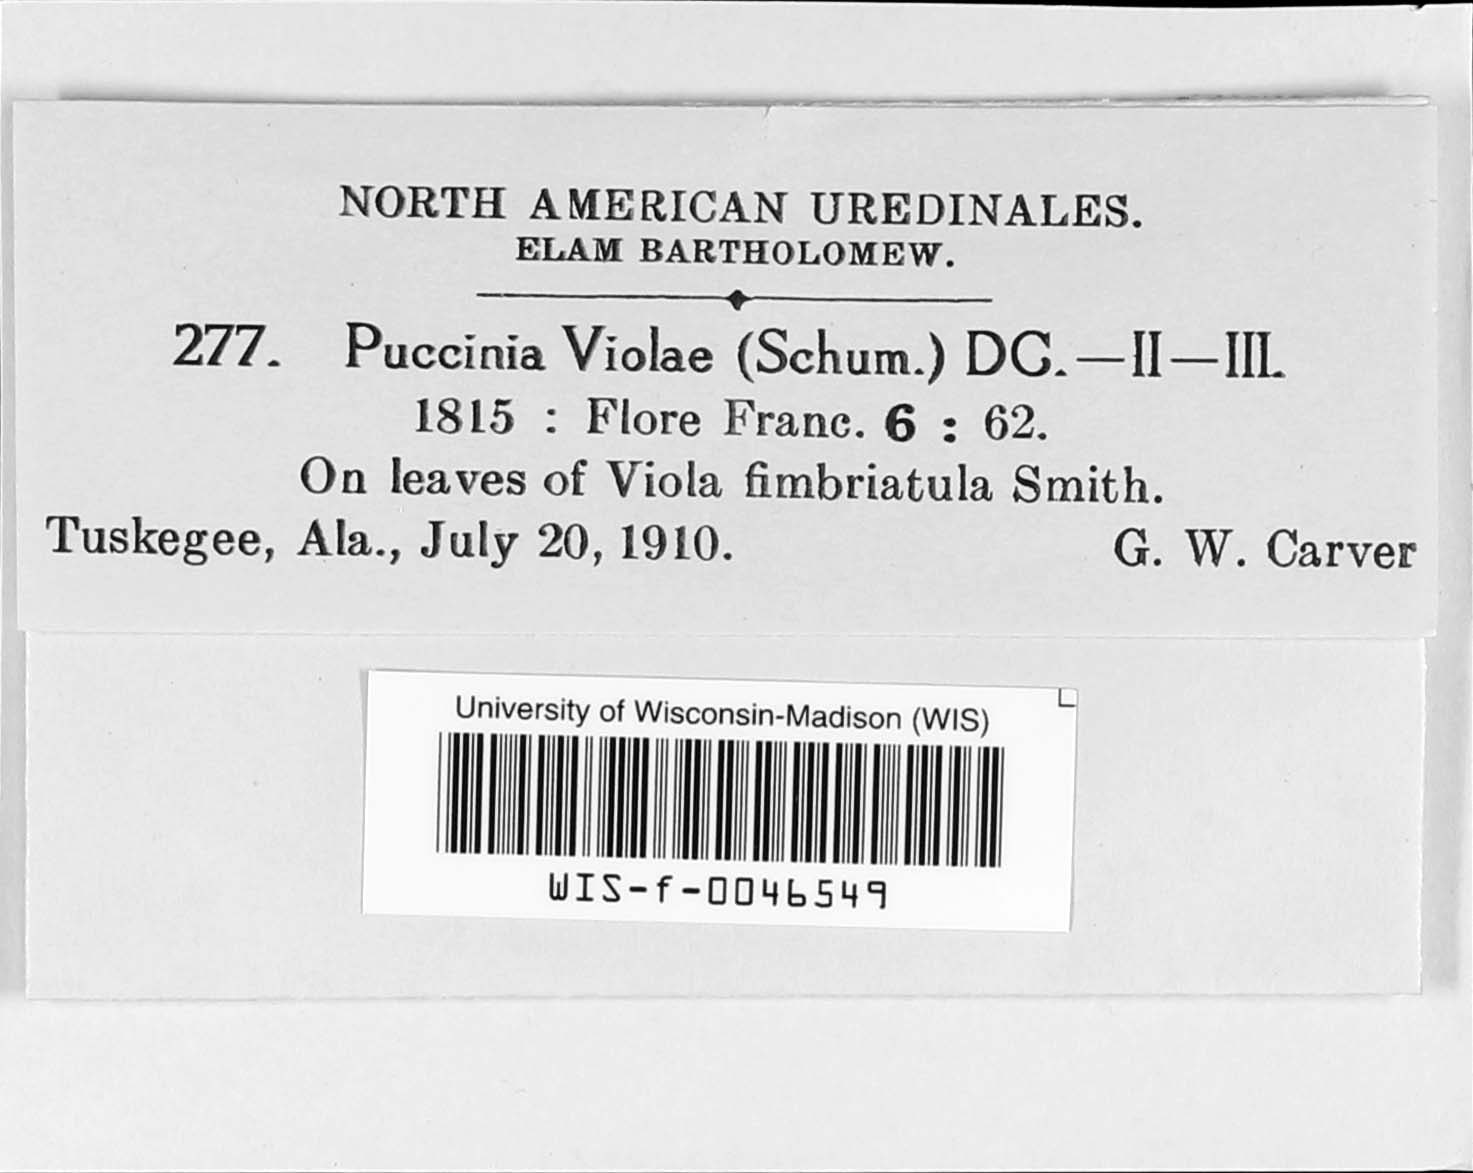 NORTH AMERICAN UREDINALES.
ELAM BARTHOLOMEW.
277. Puccinia Violae (Schum.) DC.—II—III.
1815 : Flore Franc. 6 : 62.
On leaves of Viola fimbriatula Smith.
Tuskegee, Ala., July 20, 1910. G. W. Carver
University of Wisconsin-Madison (WIS)
WIS-f-0046549